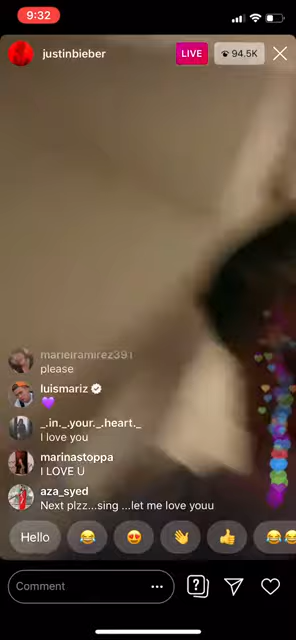 9:32
justinbieber
LIVE
94.5K
marielramirez391
please
luismariz
_.in._.your._.heart._
I love you
marinastoppa
I LOVE U
aza_syed
Next plzz...sing ...let me love youu
Hello
Comment